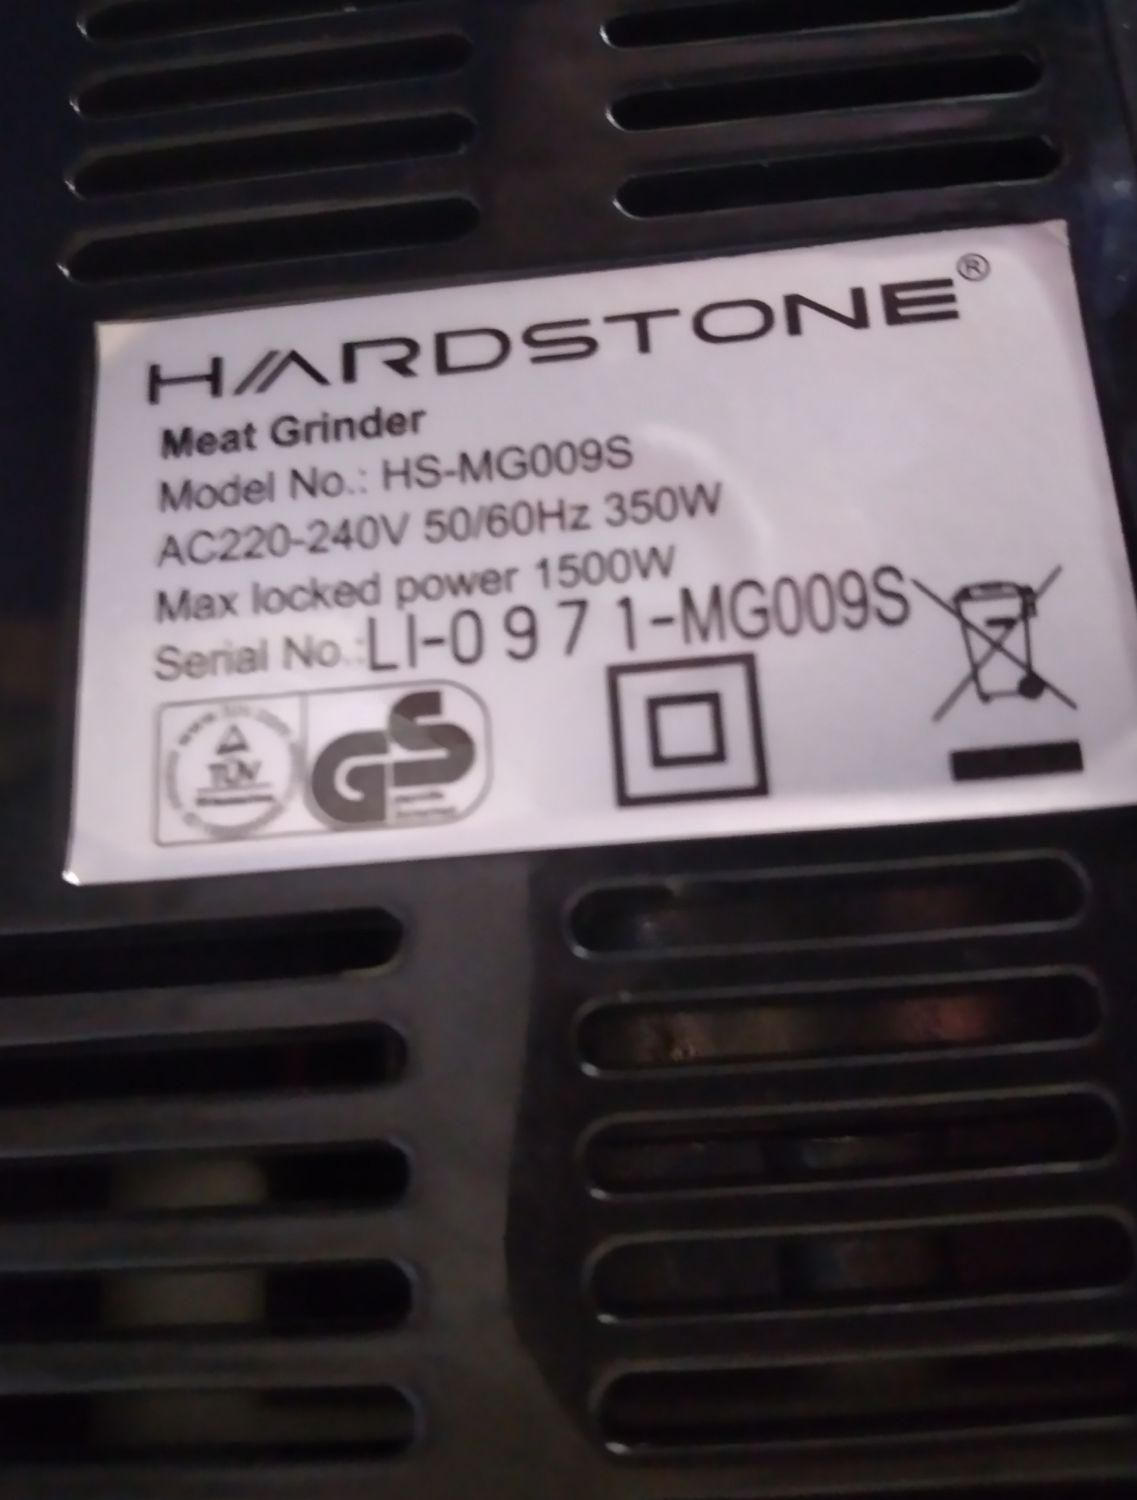 HARDSTONE®
Meat Grinder
Model No.: HS-MG009S
AC220-240V 50/60Hz 350W
Max locked power 1500W
Serial No.:LI-0971-MG009S
TÜV
GS